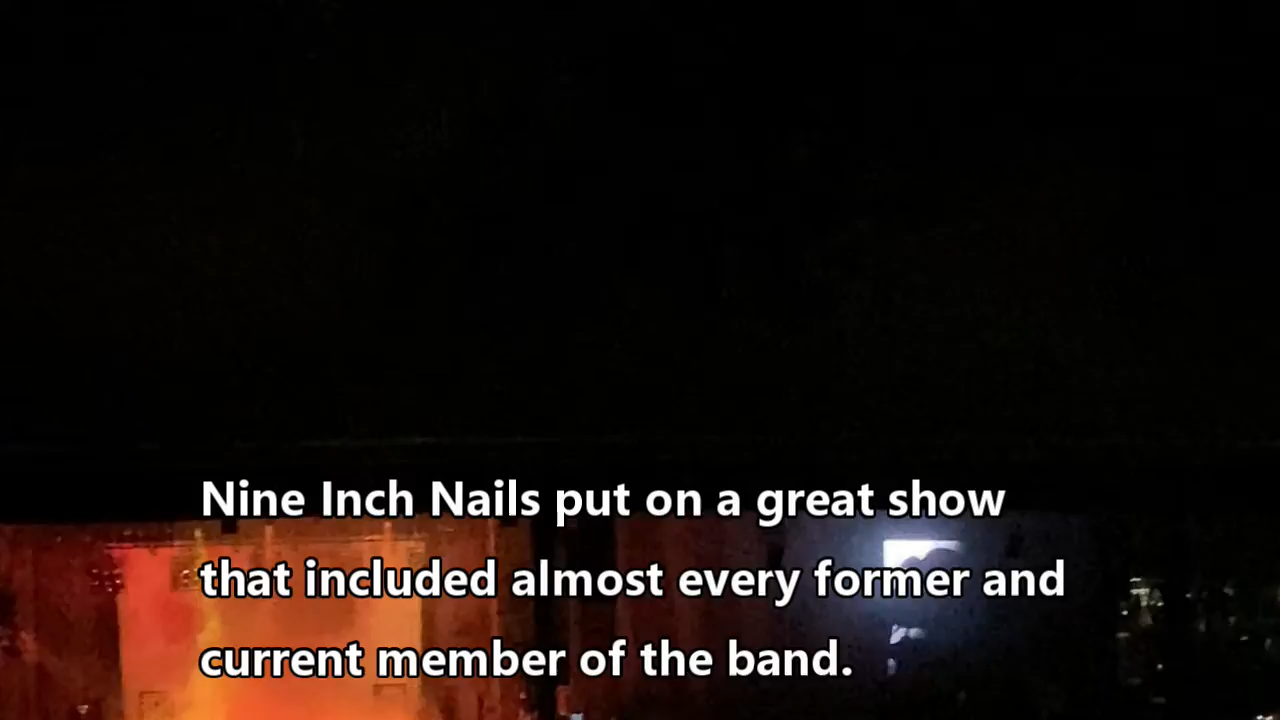 Nine Inch Nails put on a great show
that included almost every former and
current member of the band.